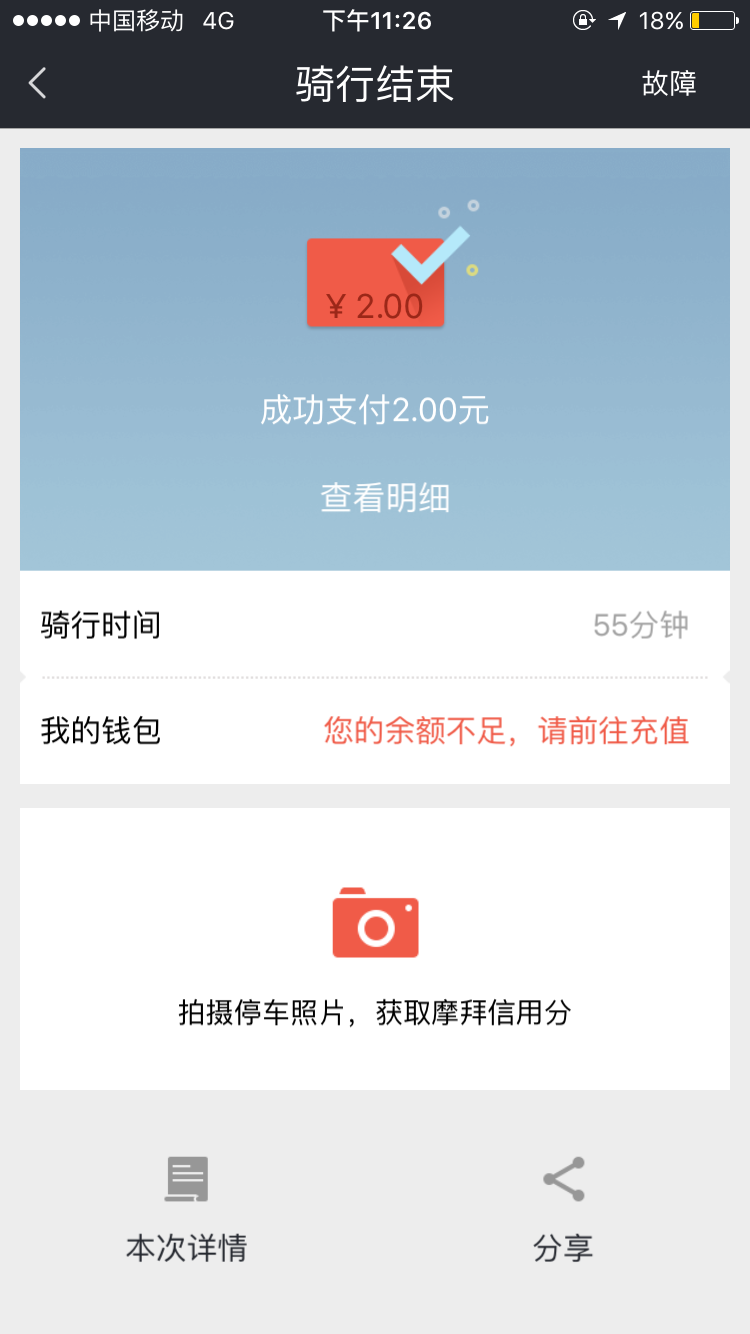 中国移动 4G 下午11:26 18%
骑行结束 故障
¥ 2.00
成功支付2.00元
查看明细
骑行时间 55分钟
我的钱包 您的余额不足，请前往充值
拍摄停车照片，获取摩拜信用分
本次详情 分享